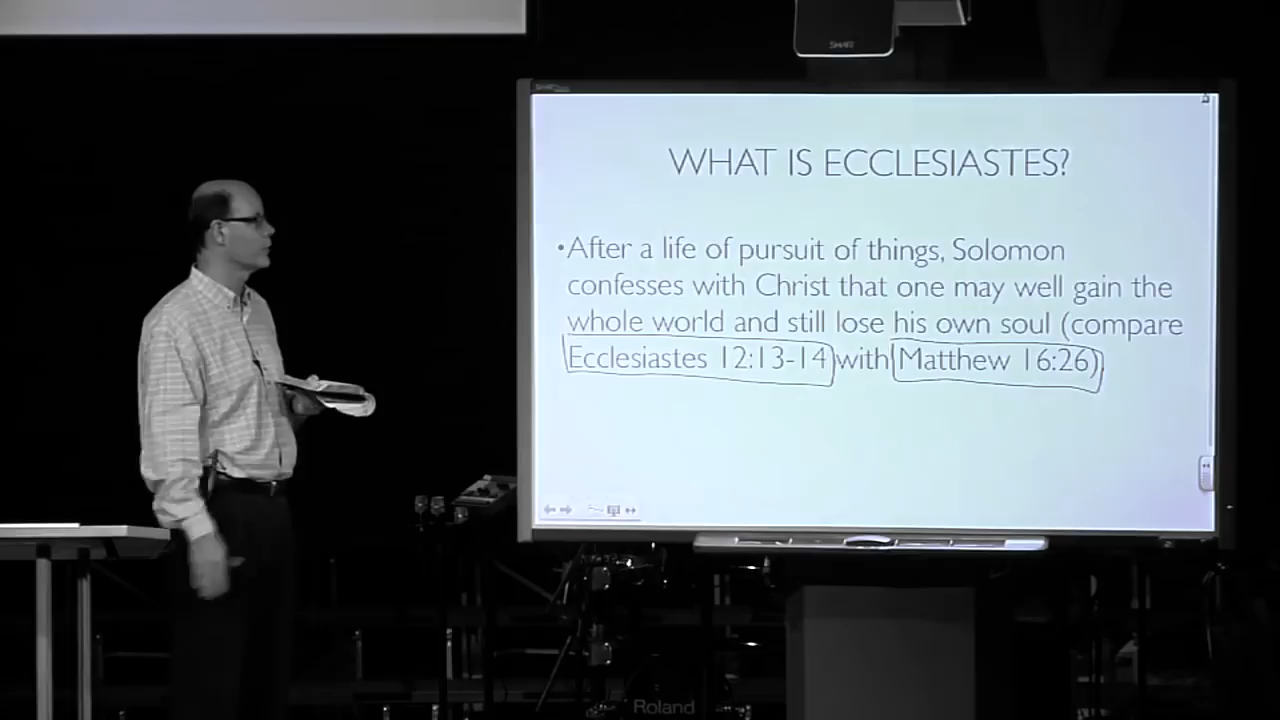 SMART
WHAT IS ECCLESIASTES?
•After a life of pursuit of things, Solomon
confesses with Christ that one may well gain the
whole world and still lose his own soul (compare
Ecclesiastes 12:13-14 with Matthew 16:26)
Roland